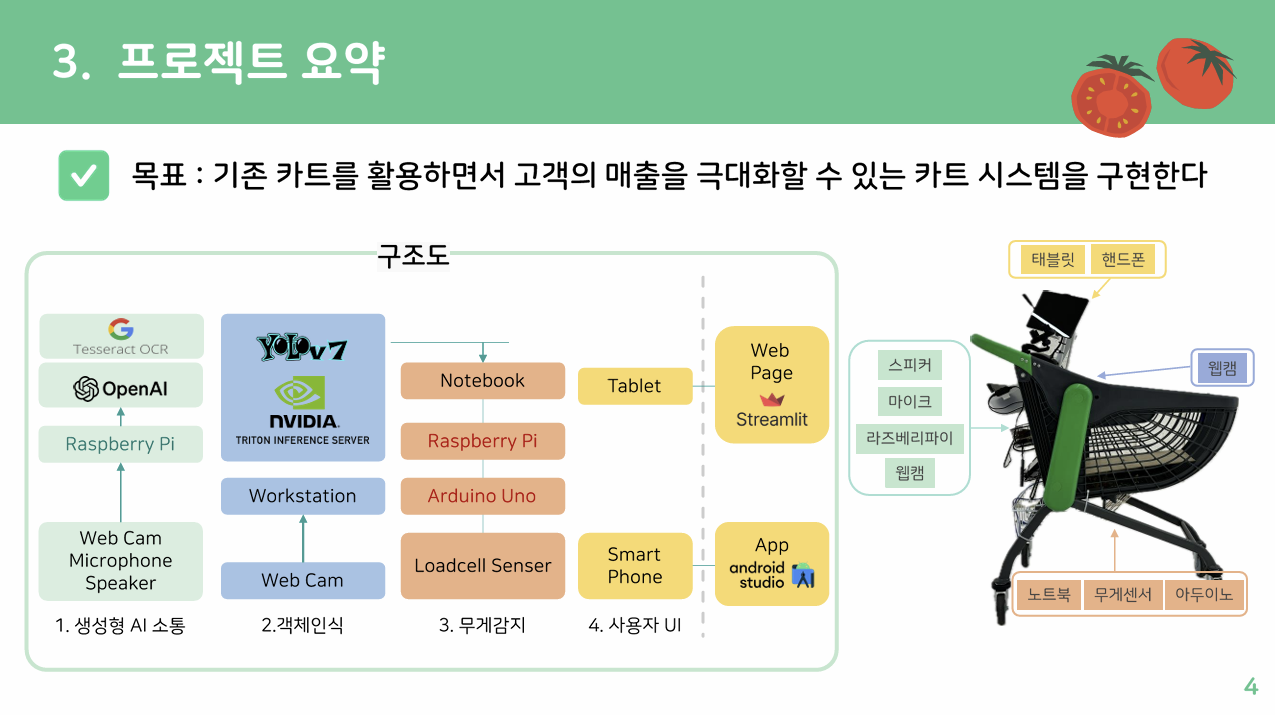 3. 프로젝트 요약
목표 : 기존 카트를 활용하면서 고객의 매출을 극대화할 수 있는 카트 시스템을 구현한다
구조도
Tesseract OCR
OpenAI
Raspberry Pi
Web Cam
Microphone
Speaker
1. 생성형 AI 소통
YOLO v7
NVIDIA.
TRITON INFERENCE SERVER
Workstation
Web Cam
2.객체인식
Notebook
Raspberry Pi
Arduino Uno
Loadcell Senser
3. 무게감지
Tablet
Smart
Phone
4. 사용자 UI
Web
Page
Streamlit
App
android
studio
태블릿
핸드폰
스피커
마이크
라즈베리파이
웹캠
웹캠
노트북
무게센서
아두이노
4